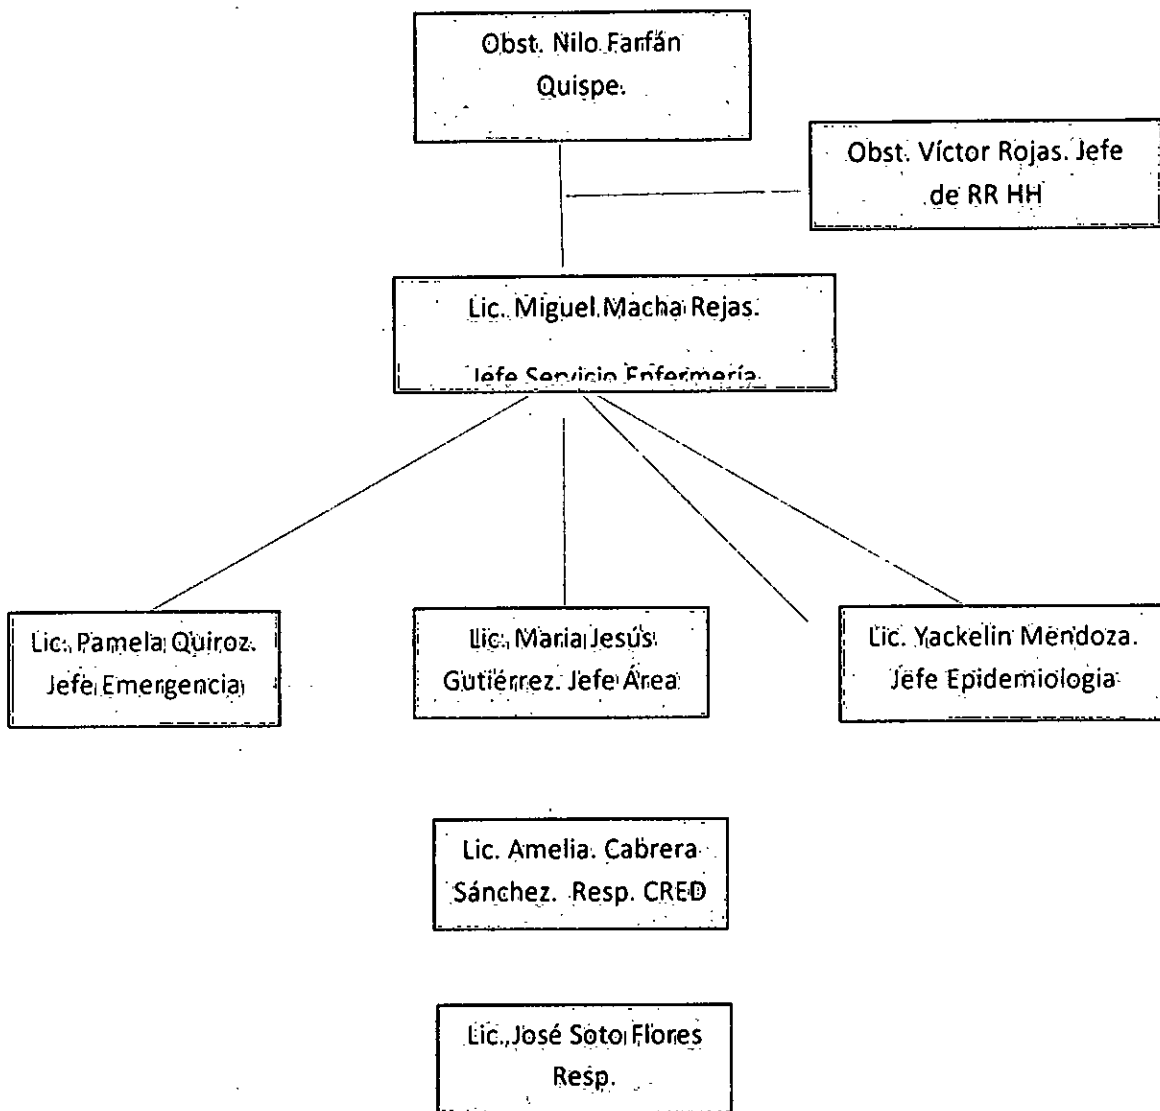 Obst. Nilo Farfán
Quispe.
Obst. Víctor Rojas. Jefe
de RR HH
Lic. Miguel Macha Rejas.
Jefe Servicio Enfermería.
Lic. Pamela Quiroz.
Jefe Emergencia
Lic. Maria Jesús
Gutiérrez. Jefe Área
Lic. Yackelin Mendoza.
Jefe Epidemiologia
Lic. Amelia. Cabrera
Sánchez. Resp. CRED
Lic. José Soto Flores
Resp.